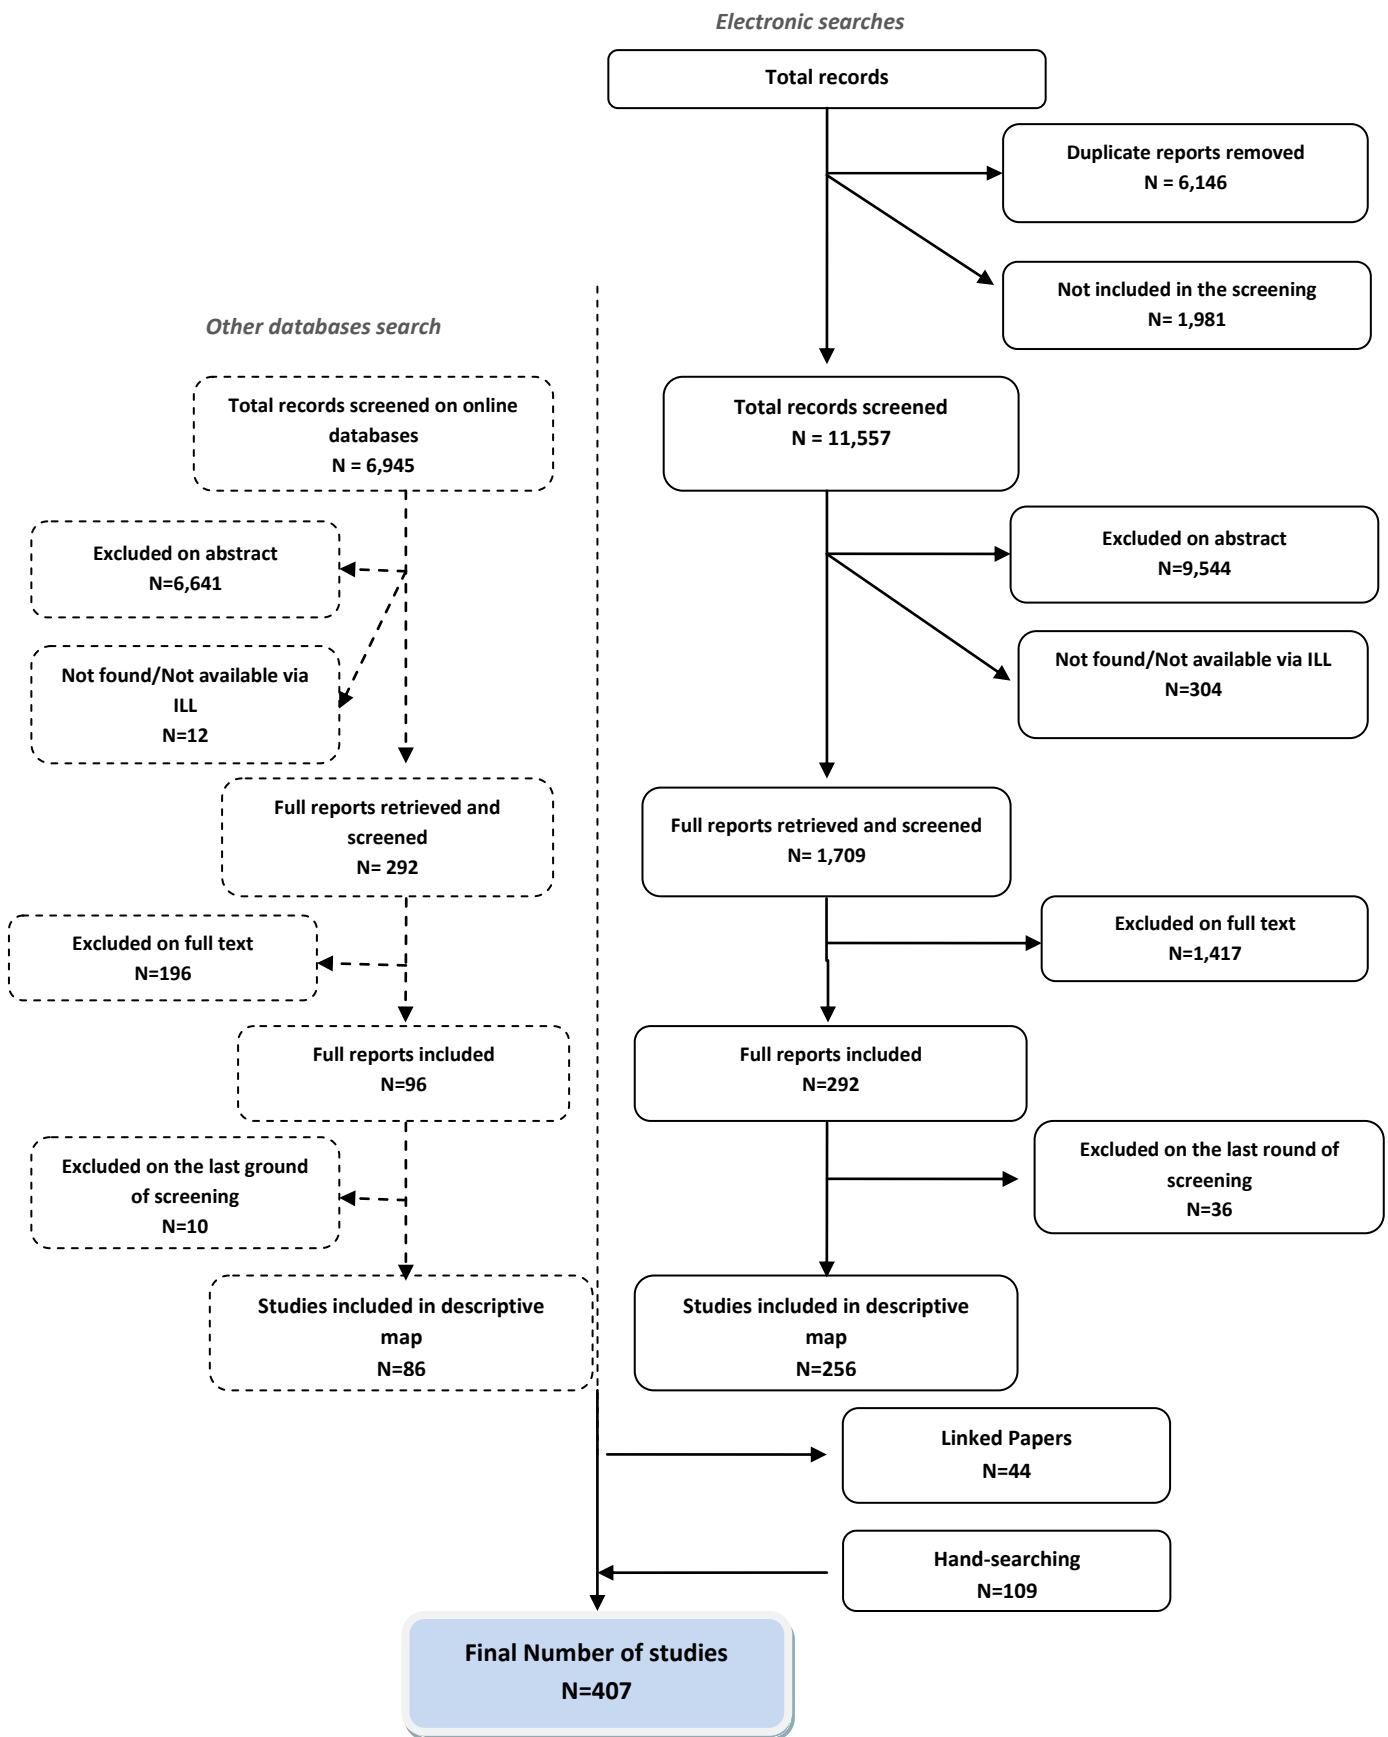 Electronic searches
Total records
Duplicate reports removed
N = 6,146
Not included in the screening
N= 1,981
Other databases search
Total records screened on online
databases
N = 6,945
Total records screened
N = 11,557
Excluded on abstract
N=6,641
Excluded on abstract
N=9,544
Not found/Not available via
ILL
N=12
Not found/Not available via ILL
N=304
Full reports retrieved and
screened
N= 292
Full reports retrieved and screened
N= 1,709
Excluded on full text
N=196
Excluded on full text
N=1,417
Full reports included
N=96
Full reports included
N=292
Excluded on the last ground
of screening
N=10
Excluded on the last round of
screening
N=36
Studies included in descriptive
map
N=86
Studies included in descriptive
map
N=256
Linked Papers
N=44
Hand-searching
N=109
Final Number of studies
N=407